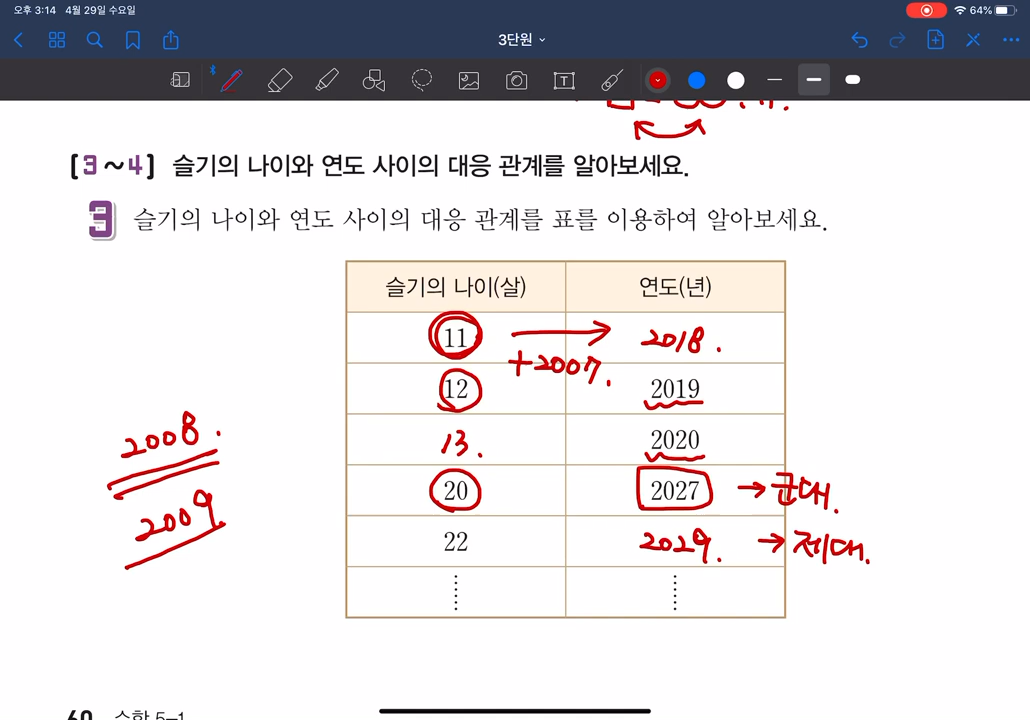 오후 3:14 4월 29일 수요일
64%
3단원
[3~4] 슬기의 나이와 연도 사이의 대응 관계를 알아보세요.
3 슬기의 나이와 연도 사이의 대응 관계를 표를 이용하여 알아보세요.
슬기의 나이(살) 연도(년)
11 2018.
+2007.
12 2019
13. 2020
2008.
20 2027 → 군대.
2009
22 2029. → 제대.
⋮ ⋮
60 수학 5-1